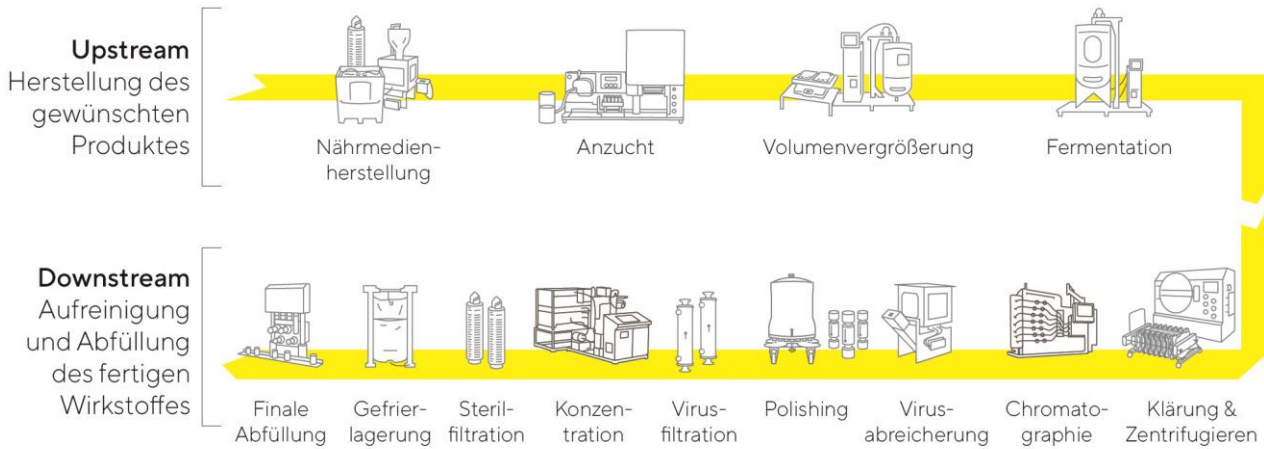 Upstream
Herstellung des
gewünschten
Produktes
Nährmedien-
herstellung
Anzucht
Volumenvergrößerung
Fermentation
Downstream
Aufreinigung
und Abfüllung
des fertigen
Wirkstoffes
Finale
Abfüllung
Gefrier-
lagerung
Steril-
filtration
Konzen-
tration
Virus-
filtration
Polishing
Virus-
abreicherung
Chromato-
graphie
Klärung &
Zentrifugieren